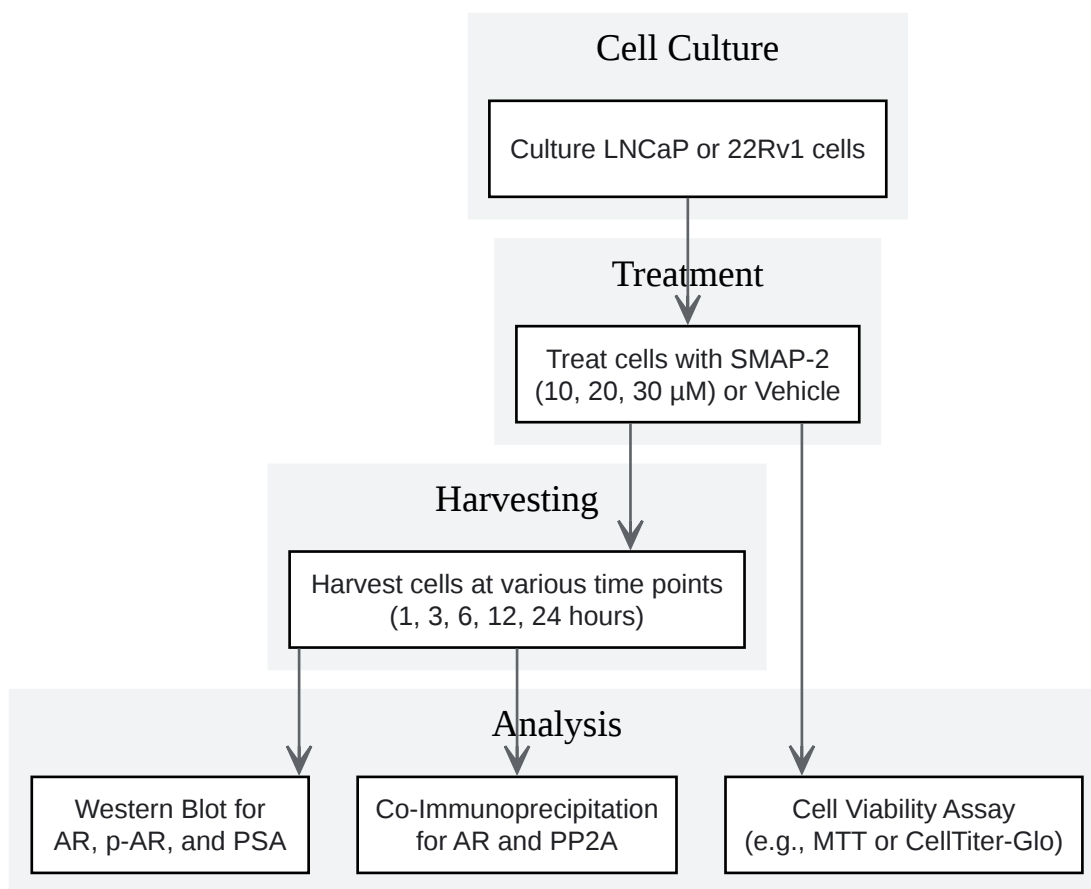 Cell Culture
Culture LNCaP or 22Rv1 cells
Treatment
Treat cells with SMAP-2
(10, 20, 30 µM) or Vehicle
Harvesting
Harvest cells at various time points
(1, 3, 6, 12, 24 hours)
Analysis
Western Blot for
AR, p-AR, and PSA
Co-Immunoprecipitation
for AR and PP2A
Cell Viability Assay
(e.g., MTT or CellTiter-Glo)